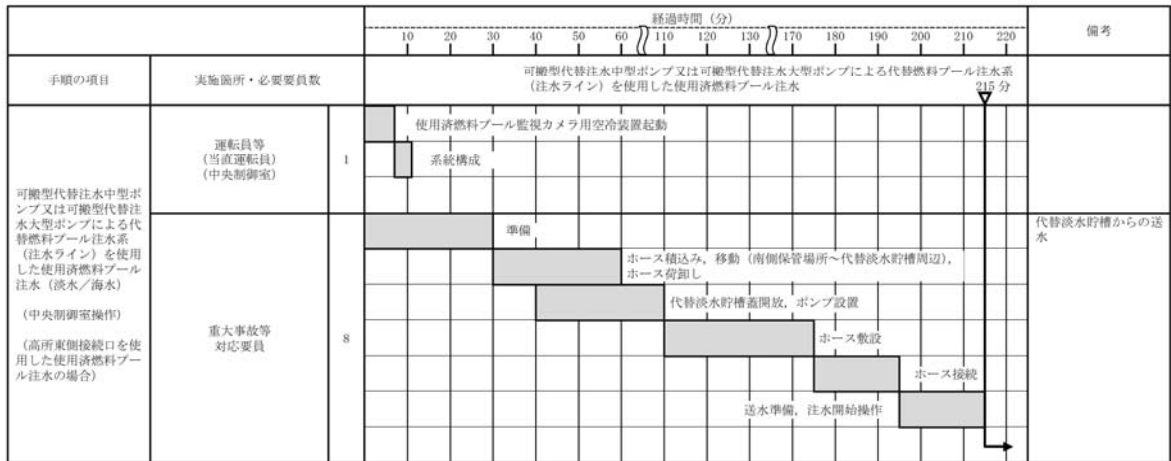 経過時間（分）
備考
10 20 30 40 50 60 110 120 130 170 180 190 200 210 220
手順の項目
実施箇所・必要要員数
可搬型代替注水中型ポンプ又は可搬型代替注水大型ポンプによる代替燃料プール注水系
（注水ライン）を使用した使用済燃料プール注水
215 分
可搬型代替注水中型ポ
ンプ又は可搬型代替注
水大型ポンプによる代
替燃料プール注水系
（注水ライン）を使用
した使用済燃料プール
注水（淡水／海水）
（中央制御室操作）
（高所東側接続口を使
用した使用済燃料プー
ル注水の場合）
運転員等
（当直運転員）
（中央制御室）
1
使用済燃料プール監視カメラ用空冷装置起動
系統構成
重大事故等
対応要員
8
準備
ホース積込み，移動（南側保管場所～代替淡水貯槽周辺），
ホース荷卸し
代替淡水貯槽蓋開放，ポンプ設置
ホース敷設
ホース接続
送水準備，注水開始操作
代替淡水貯槽からの送
水